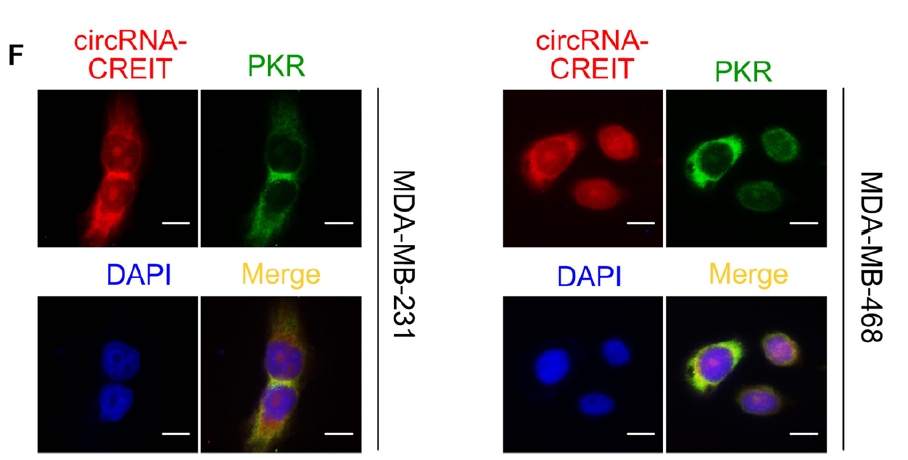 F
circRNA-
CREIT
PKR
circRNA-
CREIT
PKR
MDA-MB-231
MDA-MB-468
DAPI
Merge
DAPI
Merge